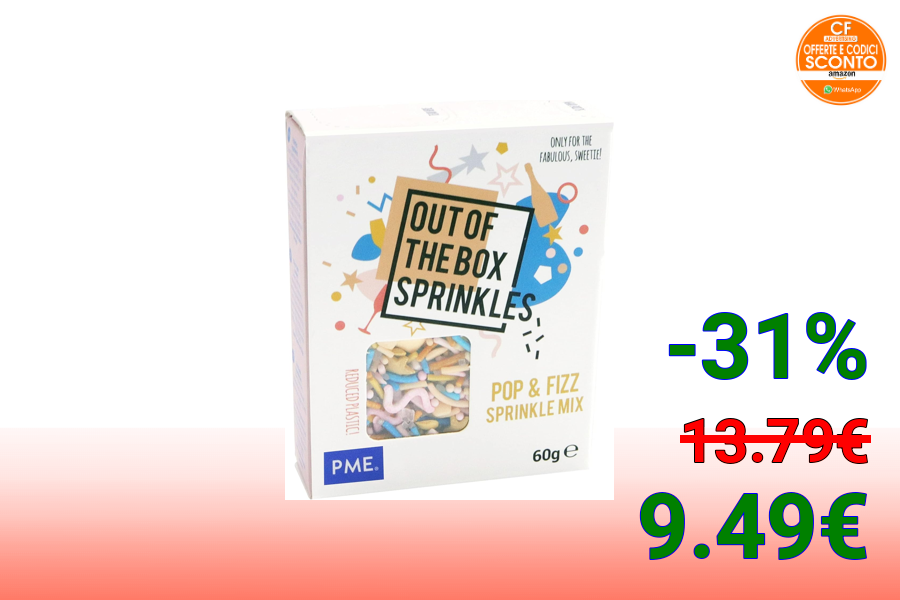 CF
ADVERTISING
OFFERTE E CODICI
SCONTO
amazon
WhatsApp
ONLY FOR THE
FABULOUS, SWEETIE!
OUT OF
THE BOX
SPRINKLES
REDUCED PLASTIC!
POP & FIZZ
SPRINKLE MIX
PME®
60g ℮
-31%
13.79€
9.49€